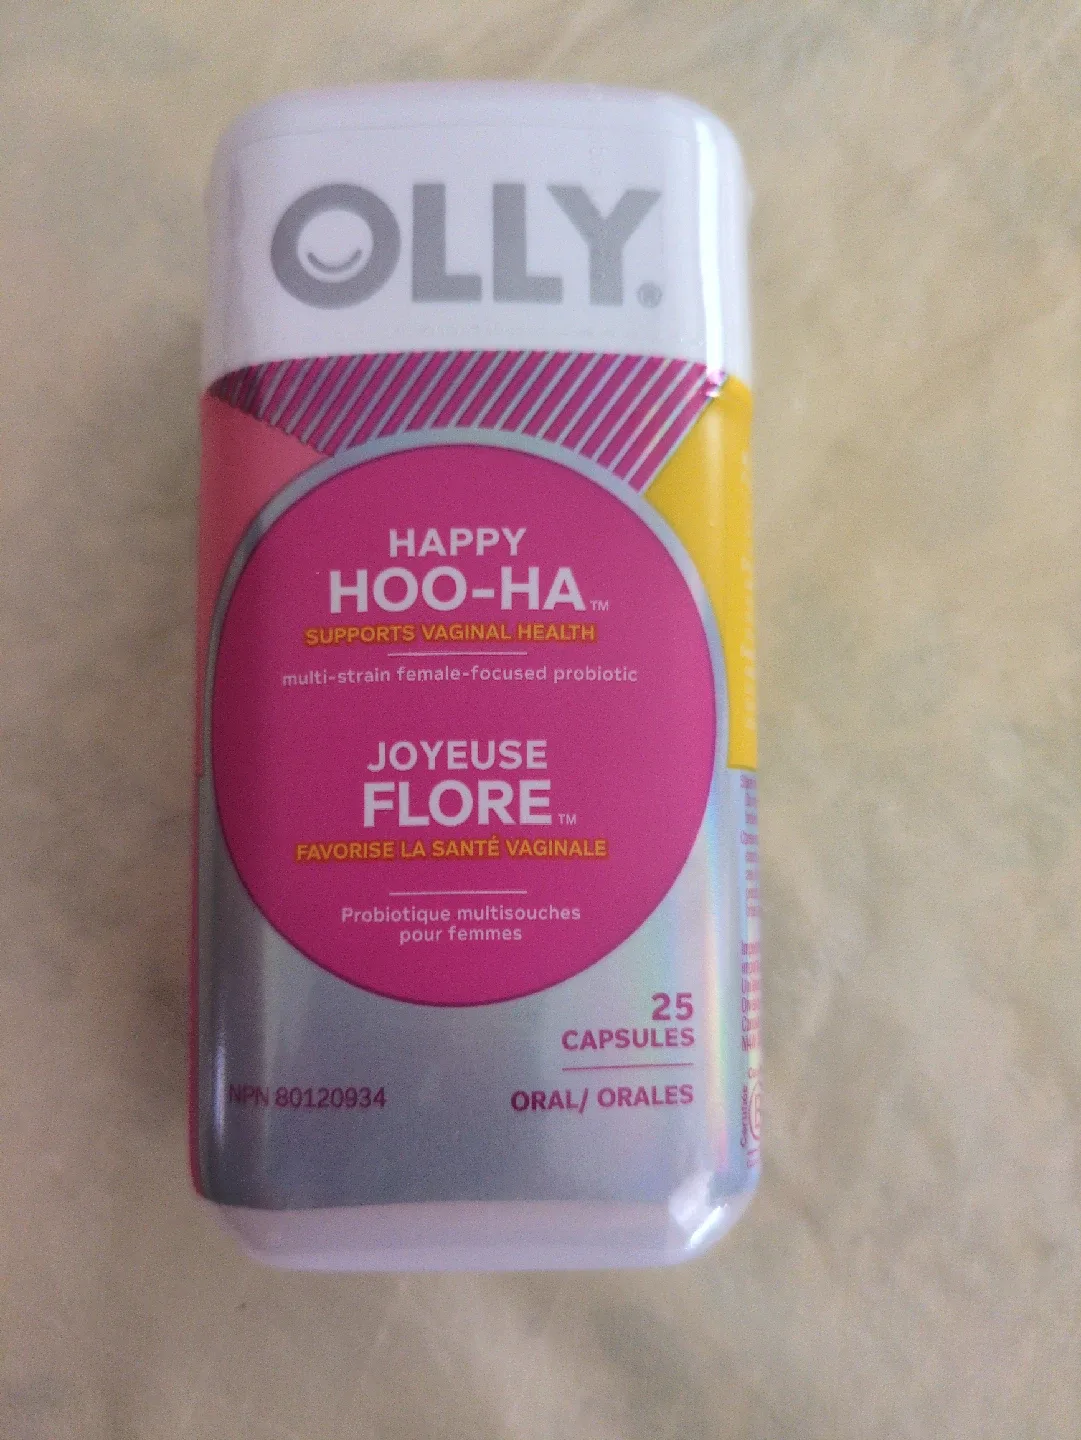 OLLY®
HAPPY
HOO-HA™
SUPPORTS VAGINAL HEALTH
multi-strain female-focused probiotic
JOYEUSE
FLORE™
FAVORISE LA SANTÉ VAGINALE
Probiotique multisouches
pour femmes
25
CAPSULES
ORAL/ ORALES
NPN 80120934